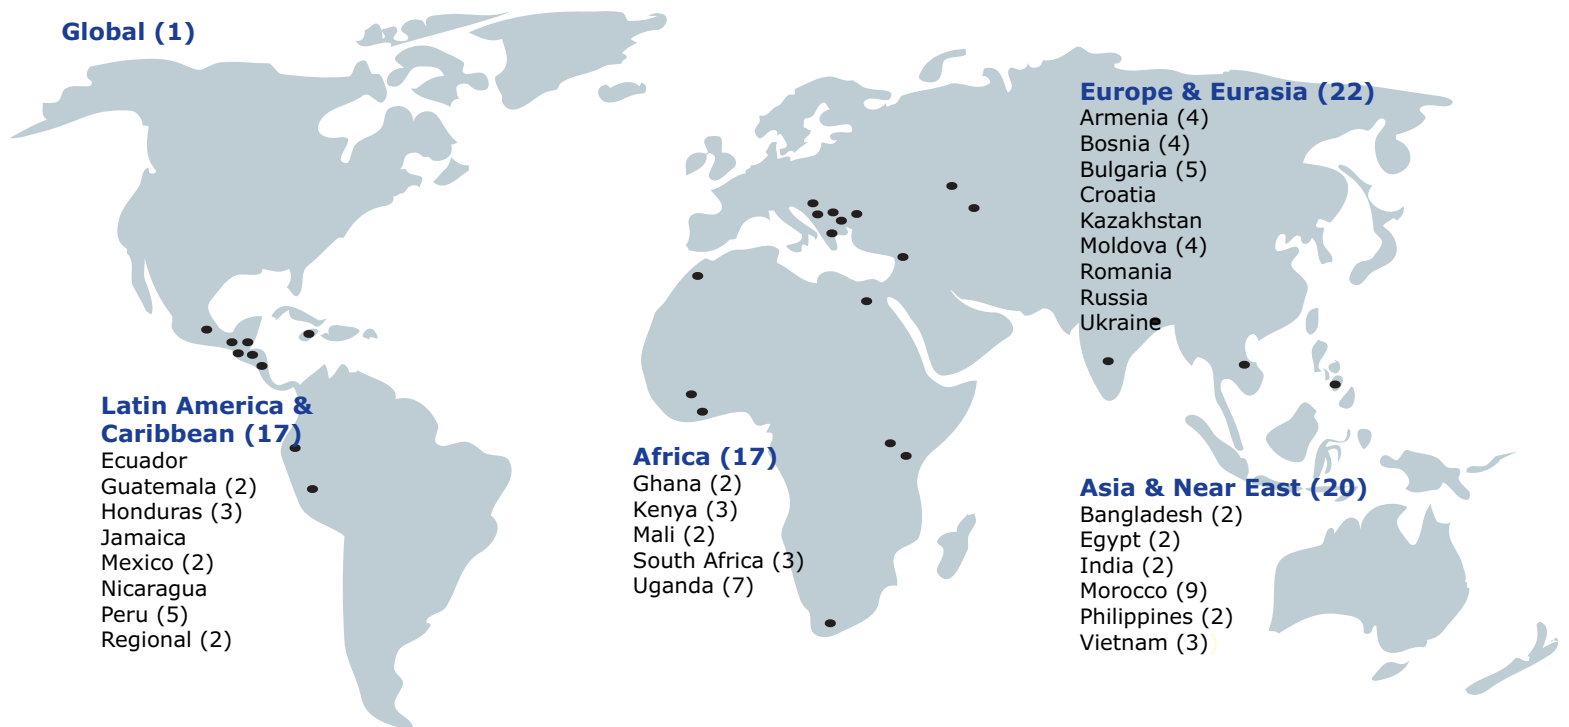 Global (1)
Europe & Eurasia (22)
Armenia (4)
Bosnia (4)
Bulgaria (5)
Croatia
Kazakhstan
Moldova (4)
Romania
Russia
Ukraine
Latin America &
Caribbean (17)
Ecuador
Guatemala (2)
Honduras (3)
Jamaica
Mexico (2)
Nicaragua
Peru (5)
Regional (2)
Africa (17)
Ghana (2)
Kenya (3)
Mali (2)
South Africa (3)
Uganda (7)
Asia & Near East (20)
Bangladesh (2)
Egypt (2)
India (2)
Morocco (9)
Philippines (2)
Vietnam (3)